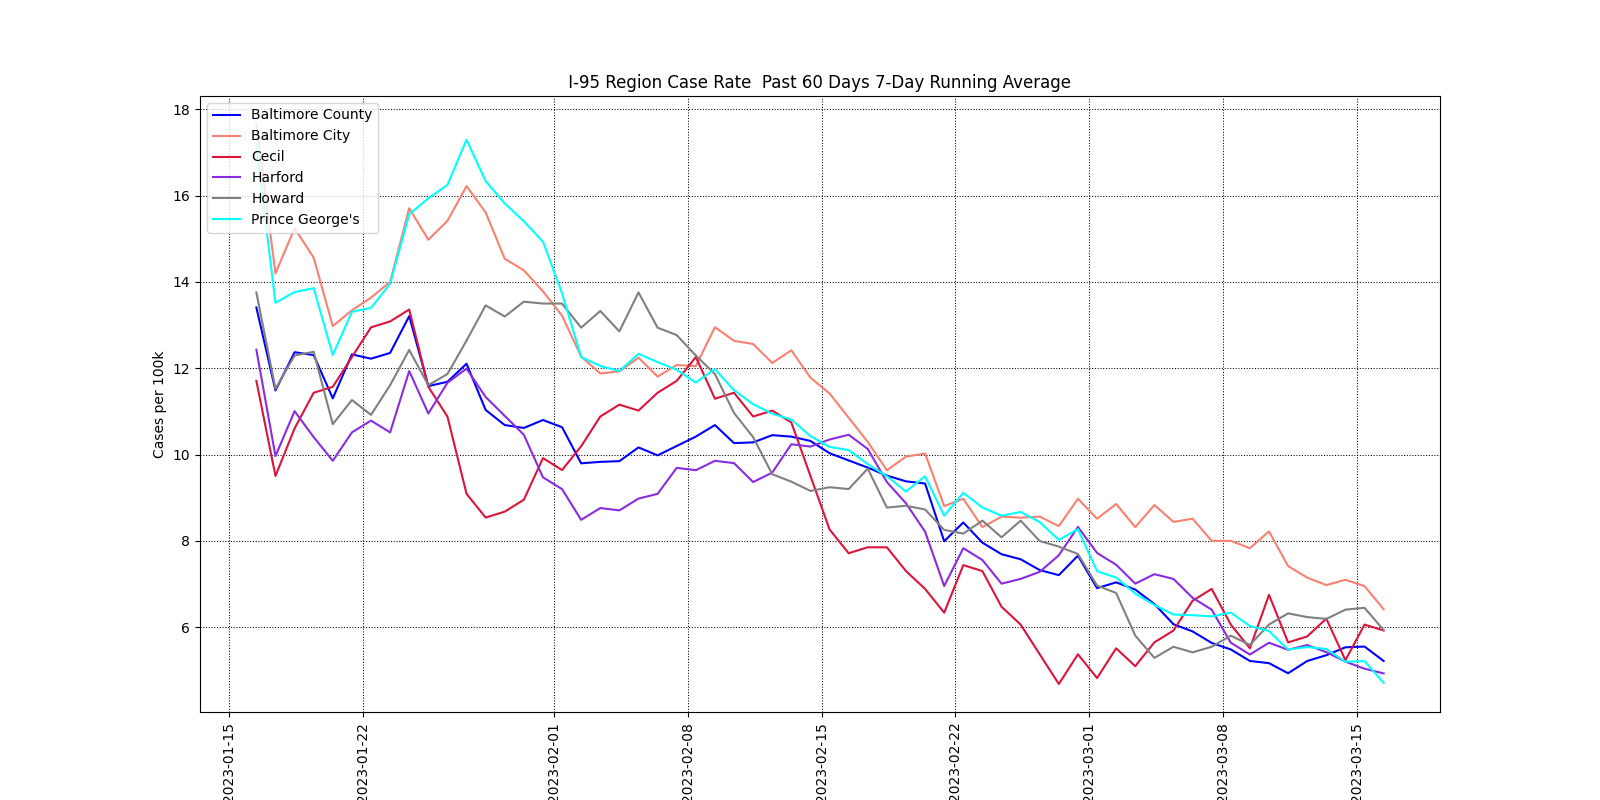 I-95 Region Case Rate  Past 60 Days 7-Day Running Average
Cases per 100k
18
16
14
12
10
8
6
Baltimore County
Baltimore City
Cecil
Harford
Howard
Prince George's
2023-01-15
2023-01-22
2023-02-01
2023-02-08
2023-02-15
2023-02-22
2023-03-01
2023-03-08
2023-03-15